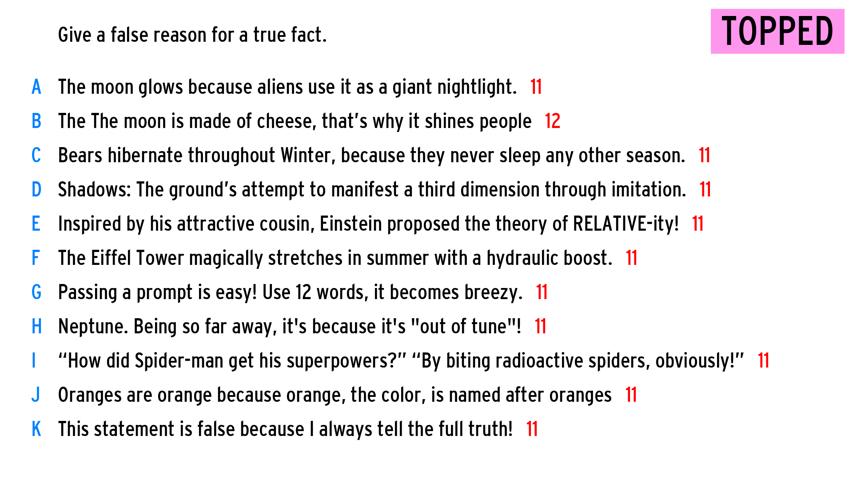 Give a false reason for a true fact.
TOPPED
A The moon glows because aliens use it as a giant nightlight. 11
B The The moon is made of cheese, that's why it shines people 12
C Bears hibernate throughout Winter, because they never sleep any other season. 11
D Shadows: The ground's attempt to manifest a third dimension through imitation. 11
E Inspired by his attractive cousin, Einstein proposed the theory of RELATIVE-ity! 11
F The Eiffel Tower magically stretches in summer with a hydraulic boost. 11
G Passing a prompt is easy! Use 12 words, it becomes breezy. 11
H Neptune. Being so far away, it's because it's "out of tune"! 11
I “How did Spider-man get his superpowers?” “By biting radioactive spiders, obviously!” 11
J Oranges are orange because orange, the color, is named after oranges 11
K This statement is false because I always tell the full truth! 11